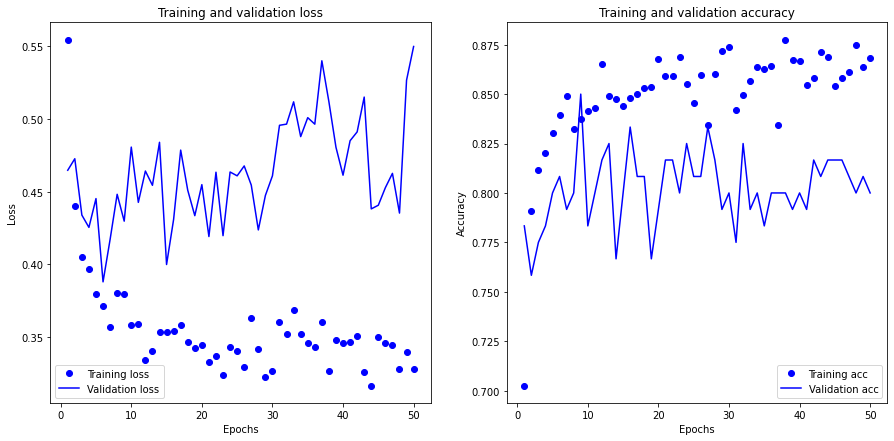 Training and validation loss
0.55
0.50
0.45
0.40
0.35
Loss
Training loss
Validation loss
0
10
20
30
40
50
Epochs
Training and validation accuracy
0.875
0.850
0.825
0.800
0.775
0.750
0.725
0.700
Accuracy
Training acc
Validation acc
0
10
20
30
40
50
Epochs